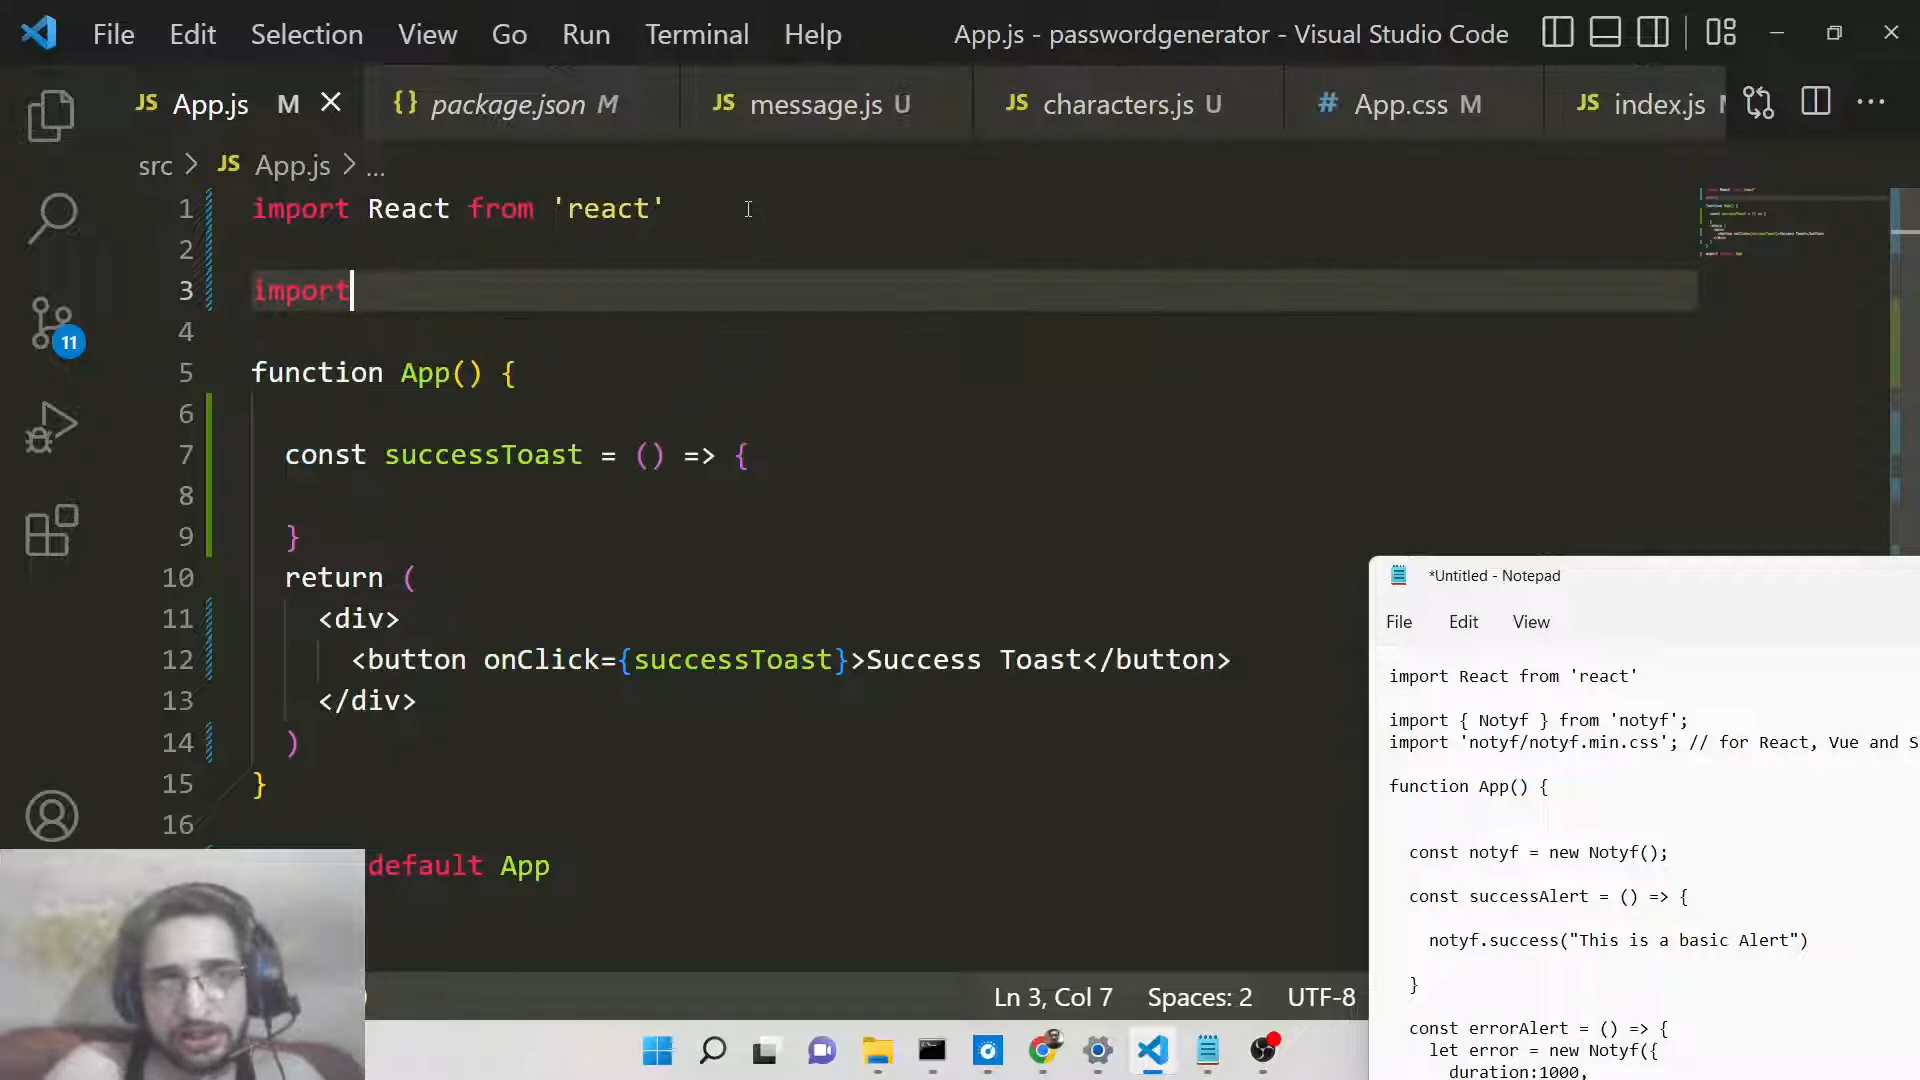 File Edit Selection View Go Run Terminal Help App.js - passwordgenerator - Visual Studio Code
JS App.js M {} package.json M JS message.js U JS characters.js U # App.css M JS index.js
src > JS App.js > ...
1 import React from 'react'
2
3 import
4
5 function App() {
6
7 const successToast = () => {
8
9 }
10 return (
11 <div>
12 <button onClick={successToast}>Success Toast</button>
13 </div>
14 )
15 }
16
default App
11
Ln 3, Col 7 Spaces: 2 UTF-8
*Untitled - Notepad
File Edit View
import React from 'react'
import { Notyf } from 'notyf';
import 'notyf/notyf.min.css'; // for React, Vue and S
function App() {
const notyf = new Notyf();
const successAlert = () => {
notyf.success("This is a basic Alert")
}
const errorAlert = () => {
let error = new Notyf({
duration:1000,